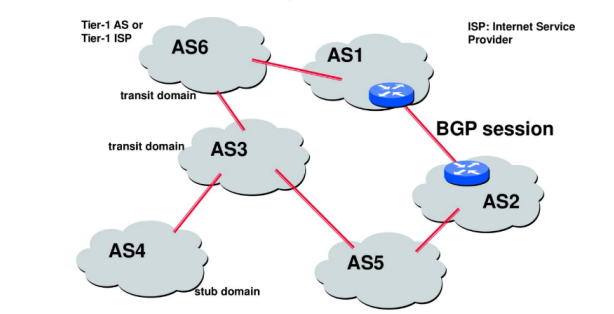 Tier-1 AS or
Tier-1 ISP
AS6
AS1
ISP: Internet Service
Provider
transit domain
BGP session
transit domain
AS3
AS2
AS4
AS5
stub domain